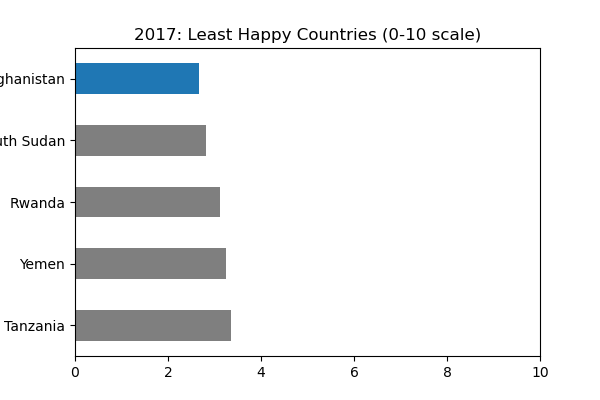 2017: Least Happy Countries (0-10 scale)
ghanistan
uth Sudan
Rwanda
Yemen
Tanzania
0 2 4 6 8 10